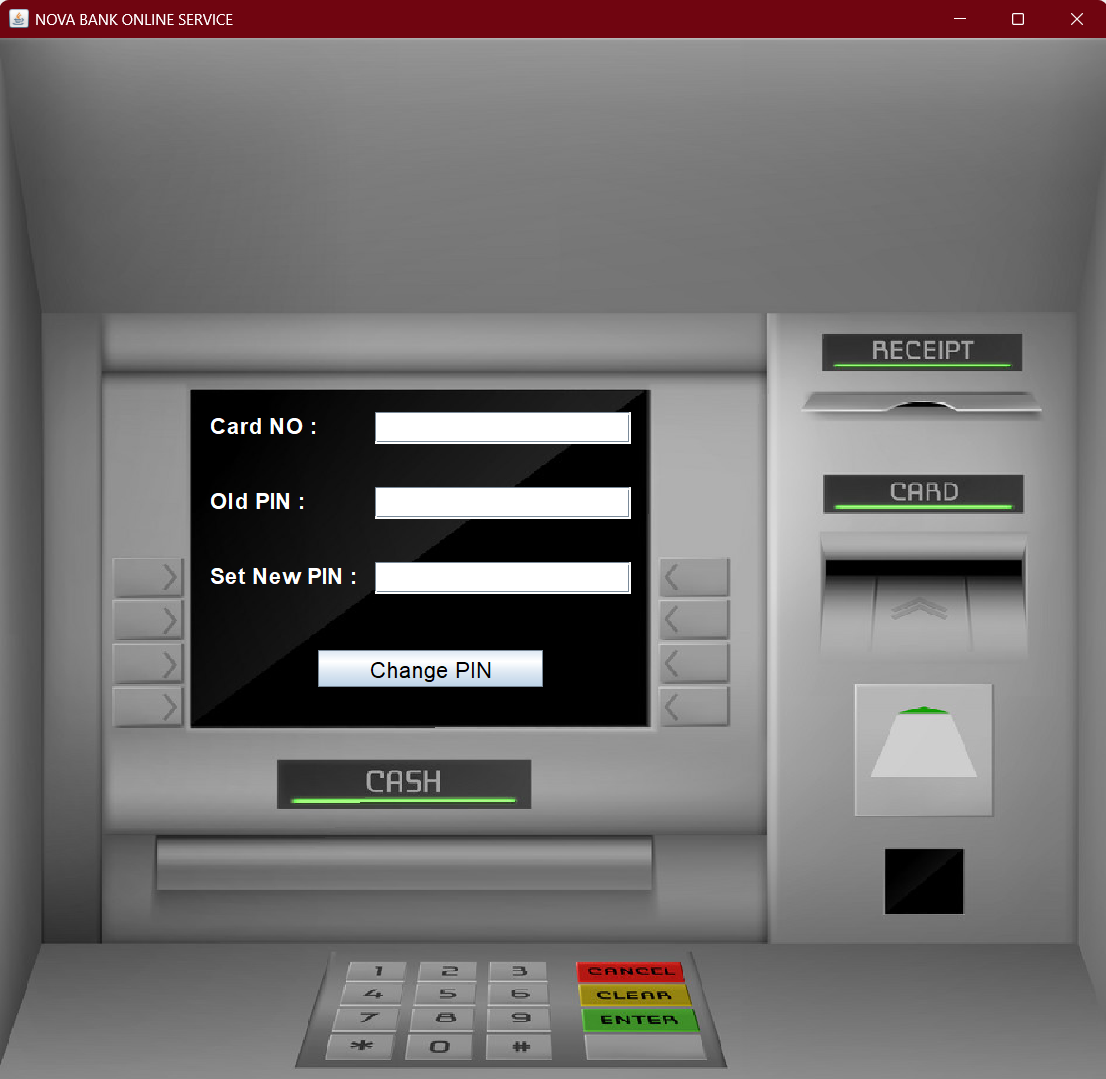 NOVA BANK ONLINE SERVICE
RECEIPT
Card NO :
CARD
Old PIN :
Set New PIN :
Change PIN
CASH
1 2 3 CANCEL
4 5 6 CLEAR
7 8 9 ENTER
* 0 #